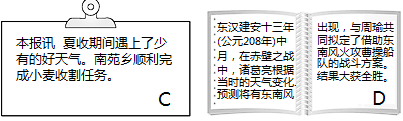 本报讯 夏收期间遇上了少
有的好天气。南苑乡顺利完
成小麦收割任务。
C
东汉建安十三年
(公元208年)中
月，在赤壁之战
中，诸葛亮根据
当时的天气变化.
预测将有东南风
出现，与周瑜共
同拟定了借助东
南风火攻曹操船
队的战斗方案。
结果大获全胜。
D